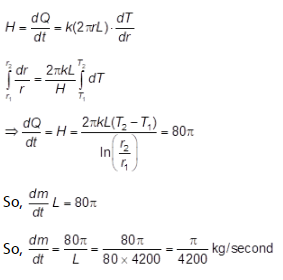 H = dQ/dt = k(2πrL) · dT/dr
∫_{r₁}^{r₂} dr/r = 2πkL/H ∫_{T₁}^{T₂} dT
⇒ dQ/dt = H = 2πkL(T₂ − T₁) / ln(r₂/r₁) = 80π
So, dm/dt L = 80π
So, dm/dt = 80π/L = 80π/(80 × 4200) = π/4200 kg/second